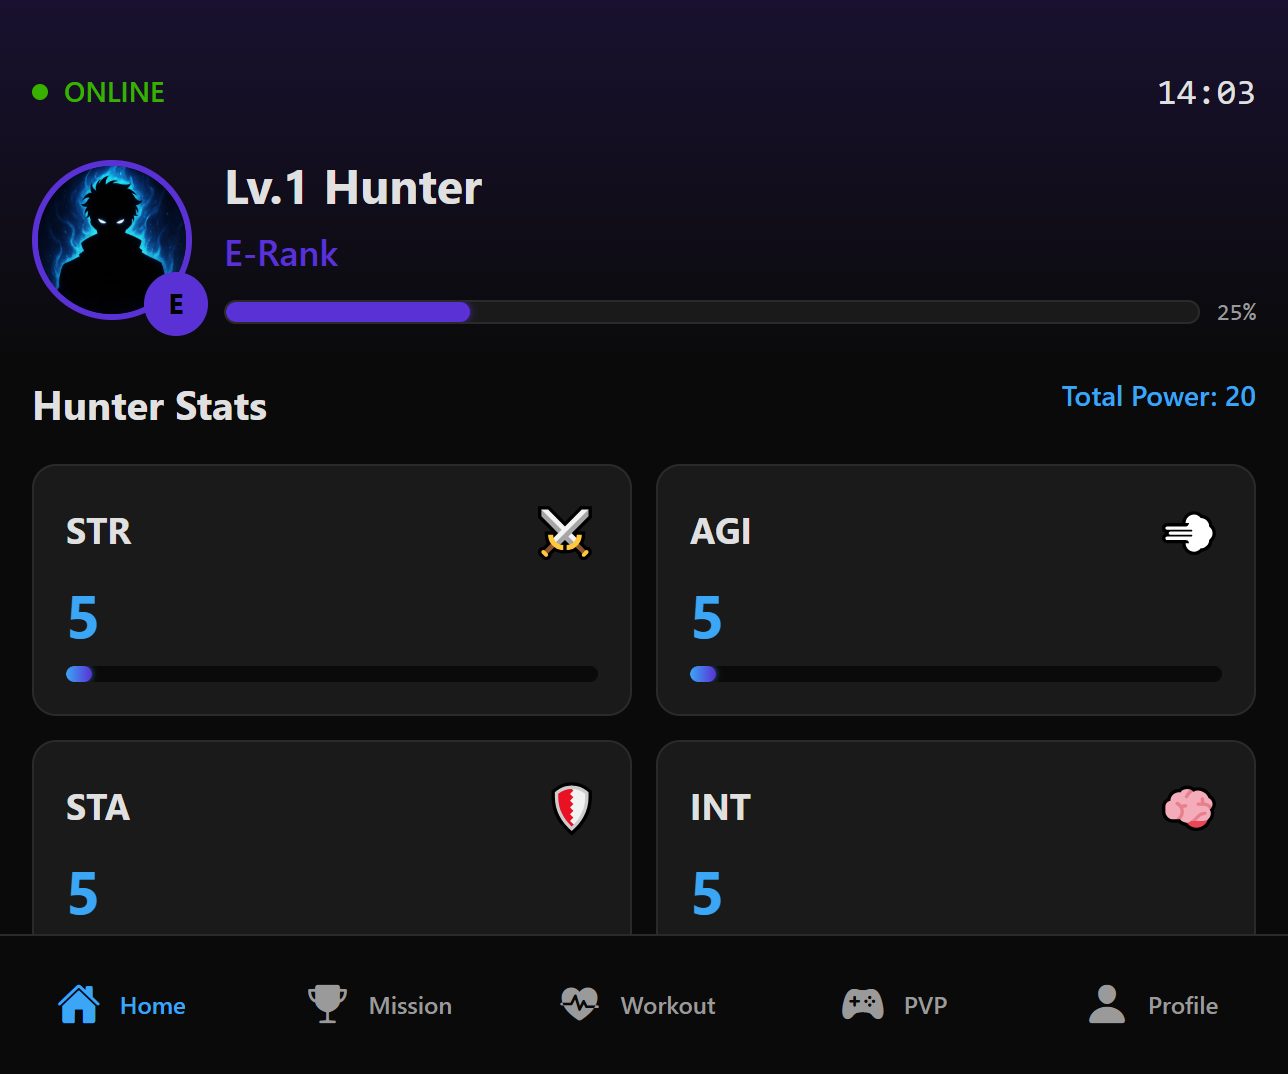 ONLINE
14:03
Lv.1 Hunter
E-Rank
E
25%
Hunter Stats
Total Power: 20
STR
5
AGI
5
STA
5
INT
5
Home
Mission
Workout
PVP
Profile